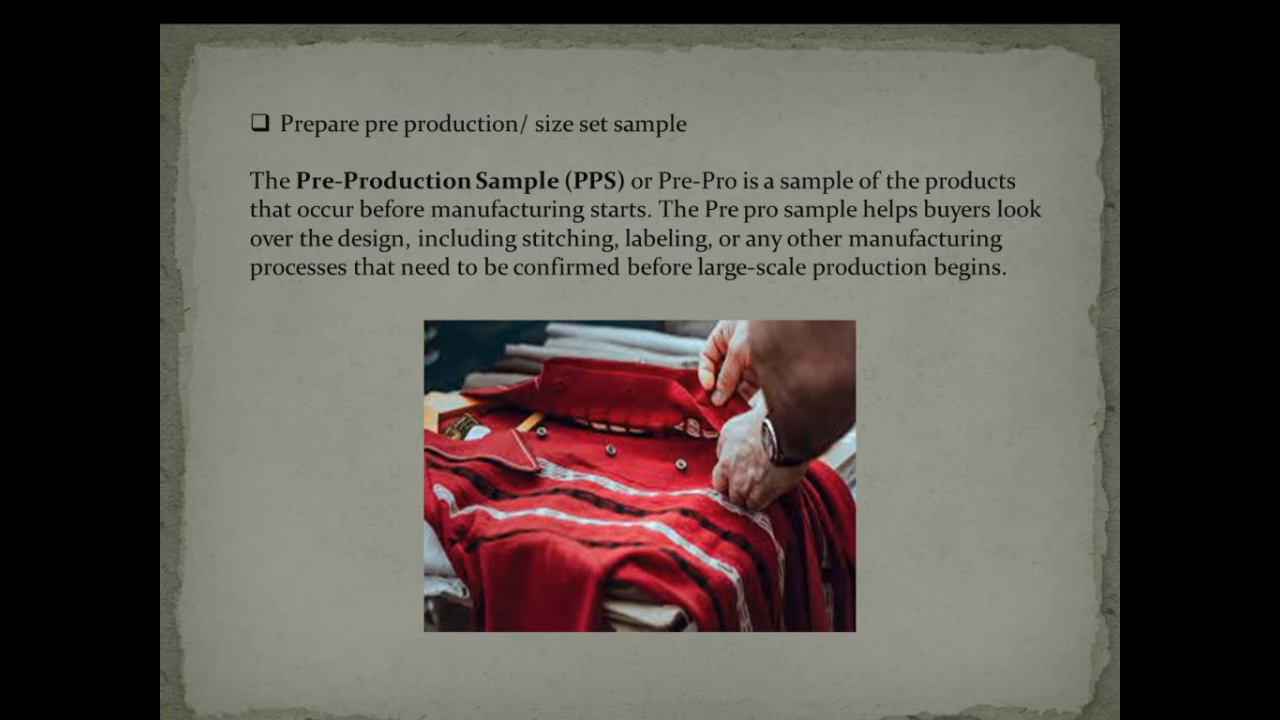 ❑ Prepare pre production/ size set sample
The Pre-Production Sample (PPS) or Pre-Pro is a sample of the products
that occur before manufacturing starts. The Pre pro sample helps buyers look
over the design, including stitching, labeling, or any other manufacturing
processes that need to be confirmed before large-scale production begins.